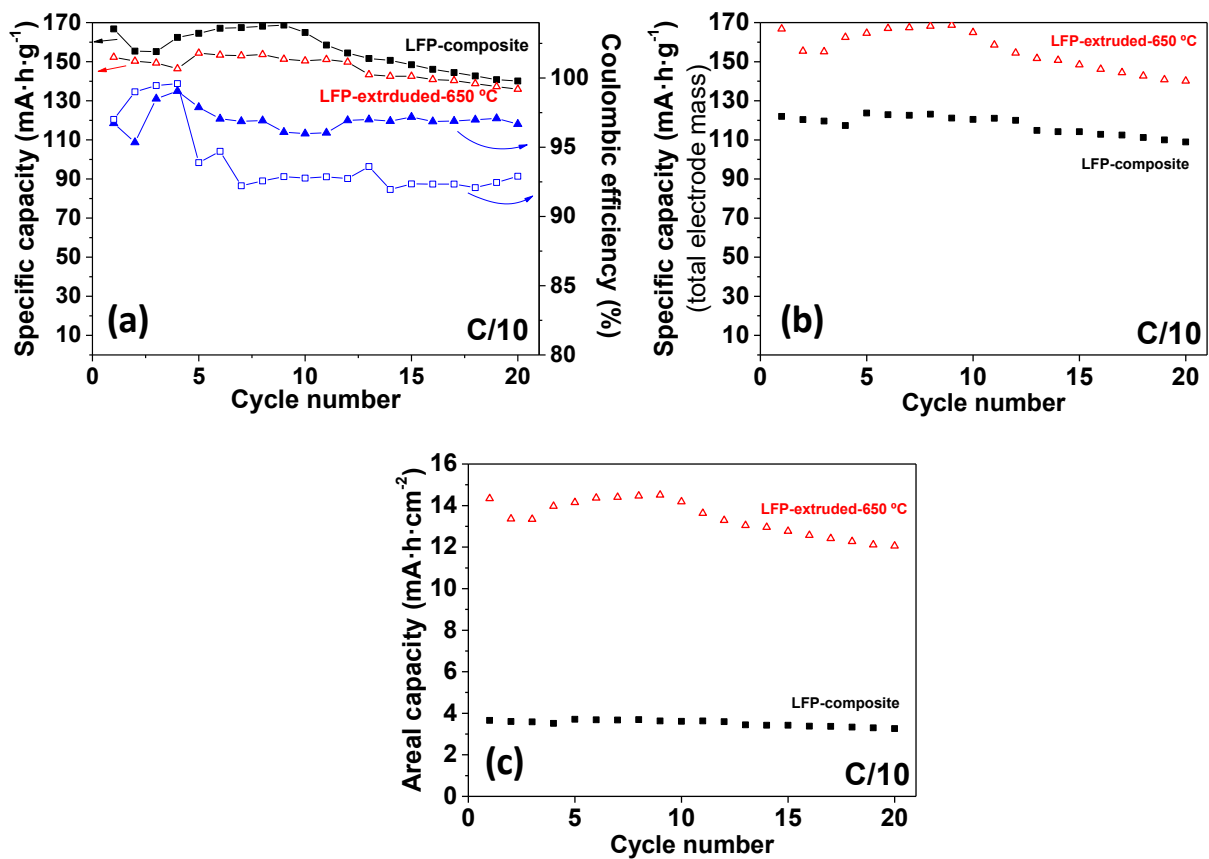 170
150
130
110
90
70
50
30
10
Specific capacity (mA·h·g-1)
LFP-composite
LFP-extrduded-650 ºC
(a)
C/10
100
95
90
85
80
Coulombic efficiency (%)
0 5 10 15 20
Cycle number
170
150
130
110
90
70
50
30
10
Specific capacity (mA·h·g-1)
(total electrode mass)
LFP-extruded-650 ºC
LFP-composite
(b)
C/10
0 5 10 15 20
Cycle number
16
14
12
10
8
6
4
2
0
Areal capacity (mA·h·cm-2)
LFP-extruded-650 ºC
LFP-composite
(c)
C/10
0 5 10 15 20
Cycle number